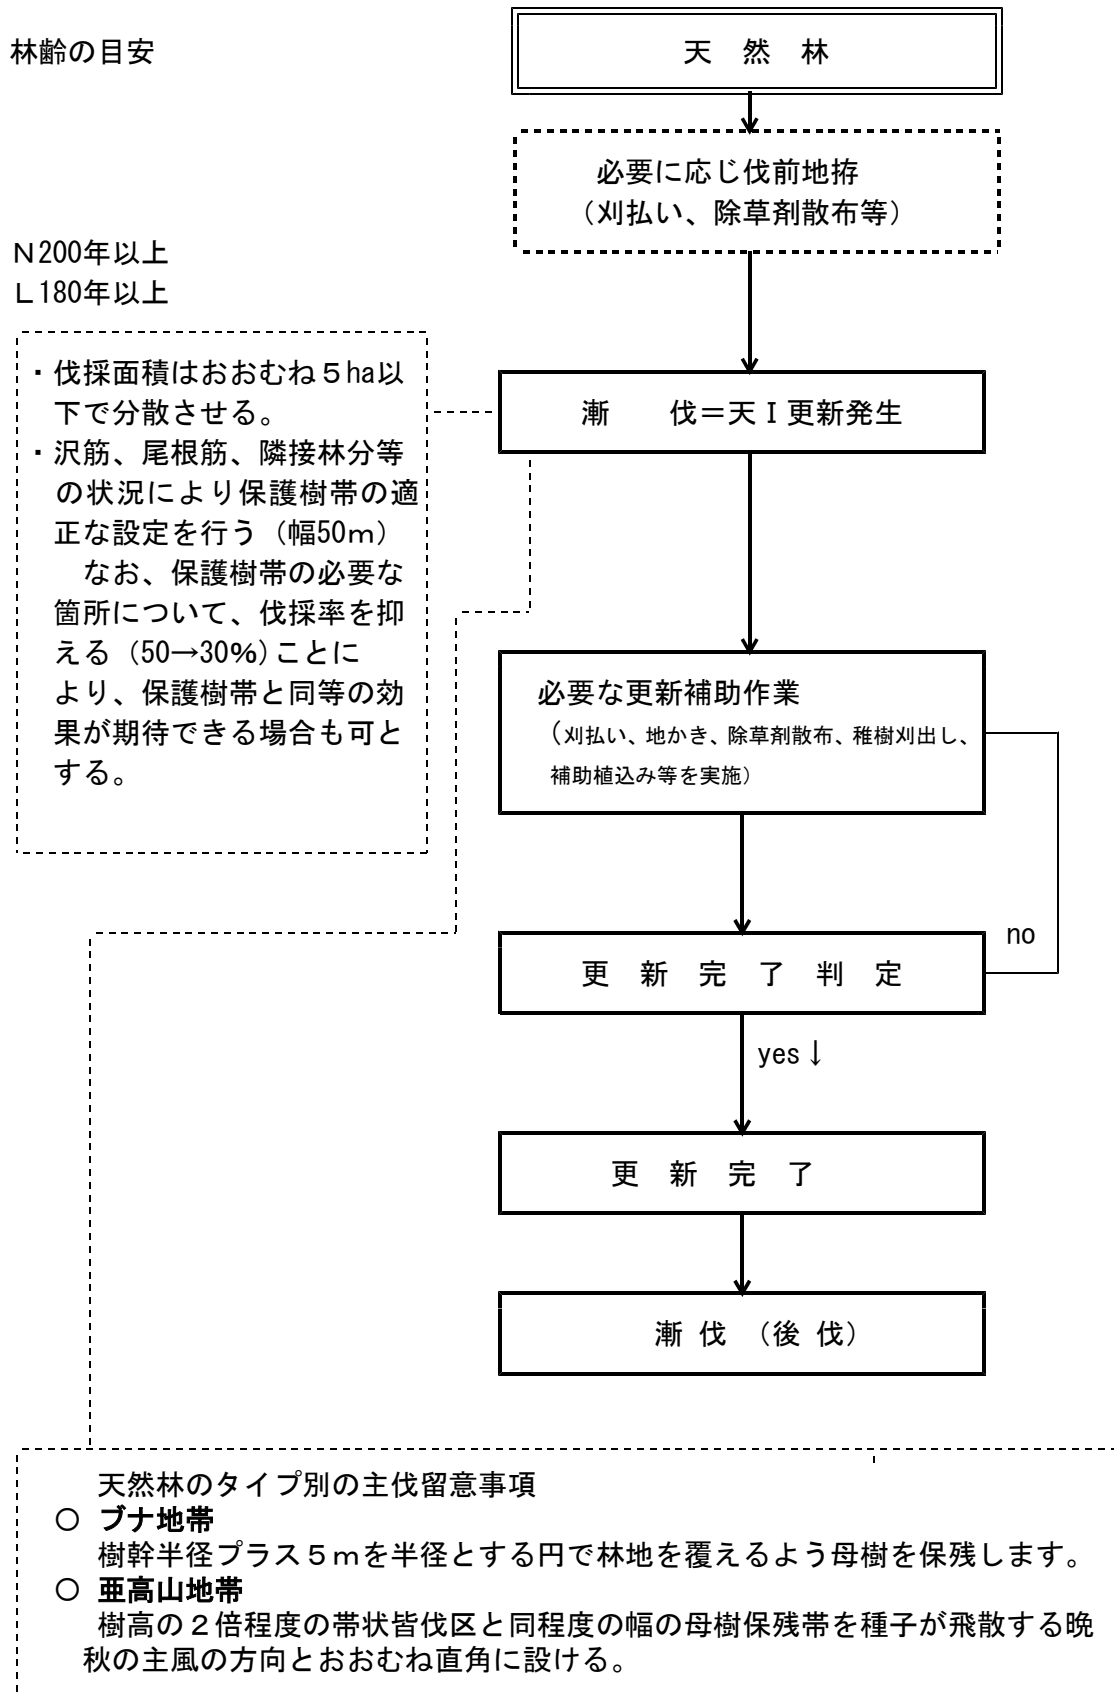 林齢の目安
天　然　林
必要に応じ伐前地拵
（刈払い、除草剤散布等）
Ｎ200年以上
Ｌ180年以上
・伐採面積はおおむね５ha以
下で分散させる。
・沢筋、尾根筋、隣接林分等
の状況により保護樹帯の適
正な設定を行う（幅50ｍ）
なお、保護樹帯の必要な
箇所について、伐採率を抑
える（50→30％)ことに
より、保護樹帯と同等の効
果が期待できる場合も可と
する。
漸　　伐＝天Ⅰ更新発生
必要な更新補助作業
（刈払い、地かき、除草剤散布、稚樹刈出し、
補助植込み等を実施）
no
更　新　完　了　判　定
yes↓
更　新　完　了
漸 伐 （後 伐）
天然林のタイプ別の主伐留意事項
○ ブナ地帯
樹幹半径プラス５ｍを半径とする円で林地を覆えるよう母樹を保残します。
○ 亜高山地帯
樹高の２倍程度の帯状皆伐区と同程度の幅の母樹保残帯を種子が飛散する晩
秋の主風の方向とおおむね直角に設ける。